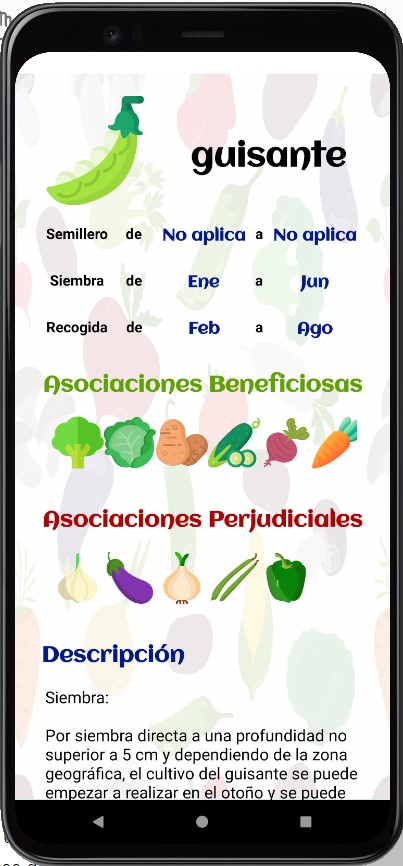 guisante
Semillero de No aplica a No aplica
Siembra de Ene a Jun
Recogida de Feb a Ago
Asociaciones Beneficiosas
Asociaciones Perjudiciales
Descripción
Siembra:
Por siembra directa a una profundidad no
superior a 5 cm y dependiendo de la zona
geográfica, el cultivo del guisante se puede
empezar a realizar en el otoño y se puede